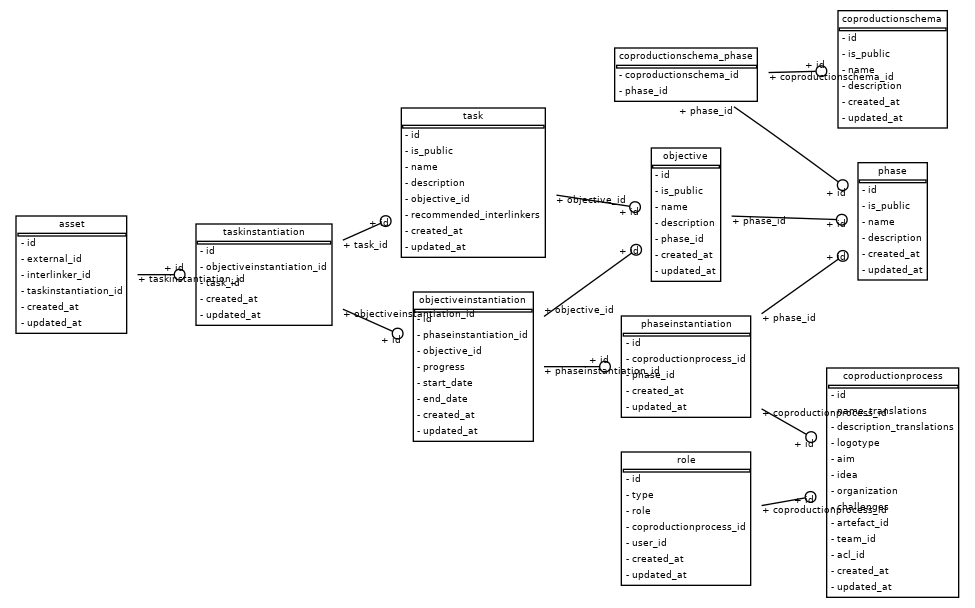 coproductionschema
- id
- is_public
- name
- description
- created_at
- updated_at
coproductionschema_phase
- coproductionschema_id
- phase_id
+ id
+ coproductionschema_id
+ phase_id
+ id
task
- id
- is_public
- name
- description
- objective_id
- recommended_interlinkers
- created_at
- updated_at
objective
- id
- is_public
- name
- description
- phase_id
- created_at
- updated_at
phase
- id
- is_public
- name
- description
- created_at
- updated_at
+ objective_id
+ id
+ phase_id
+ id
asset
- id
- external_id
- interlinker_id
- taskinstantiation_id
- created_at
- updated_at
+ id
+ taskinstantiation_id
taskinstantiation
- id
- objectiveinstantiation_id
- task_id
- created_at
- updated_at
+ id
+ task_id
+ objectiveinstantiation_id
+ id
objectiveinstantiation
- id
- phaseinstantiation_id
- objective_id
- progress
- start_date
- end_date
- created_at
- updated_at
+ id
+ objective_id
+ id
+ phaseinstantiation_id
phaseinstantiation
- id
- coproductionprocess_id
- phase_id
- created_at
- updated_at
+ id
+ phase_id
+ coproductionprocess_id
+ id
role
- id
- type
- role
- coproductionprocess_id
- user_id
- created_at
- updated_at
+ id
+ coproductionprocess_id
coproductionprocess
- id
- name_translations
- description_translations
- logotype
- aim
- idea
- organization
- challenges
- artefact_id
- team_id
- acl_id
- created_at
- updated_at